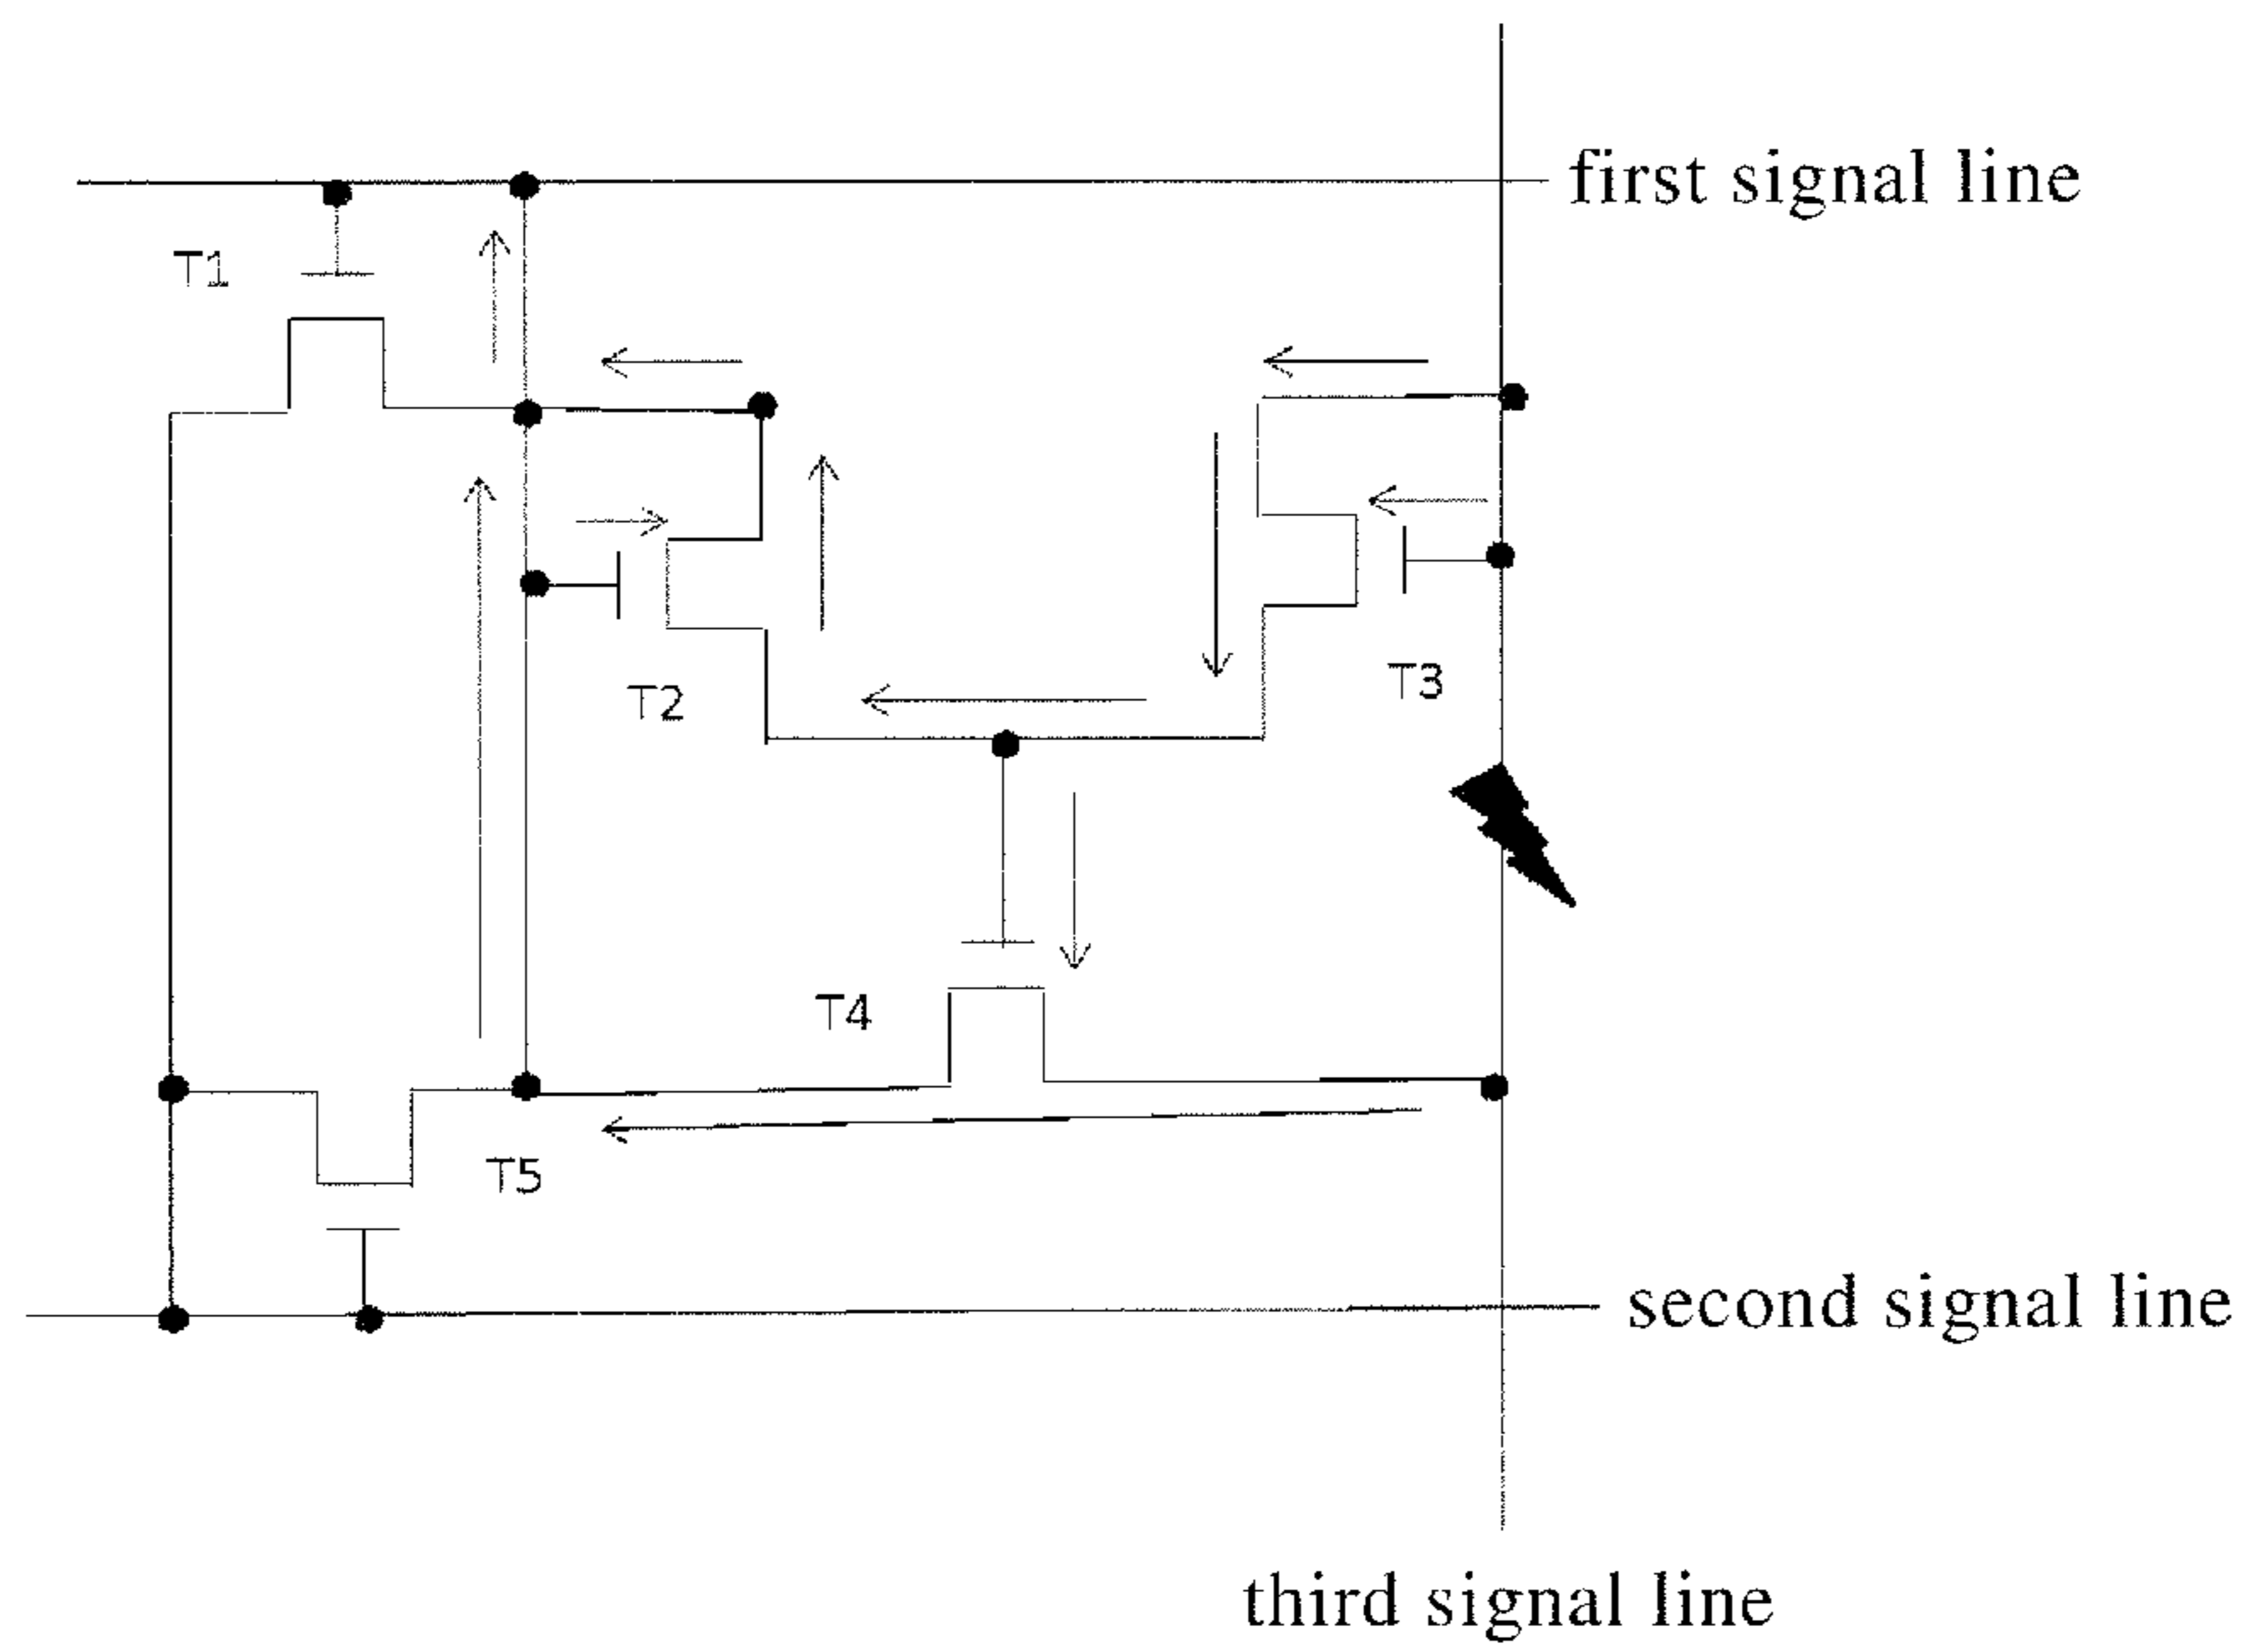 first signal line
T1
T2
T3
T4
T5
second signal line
third signal line